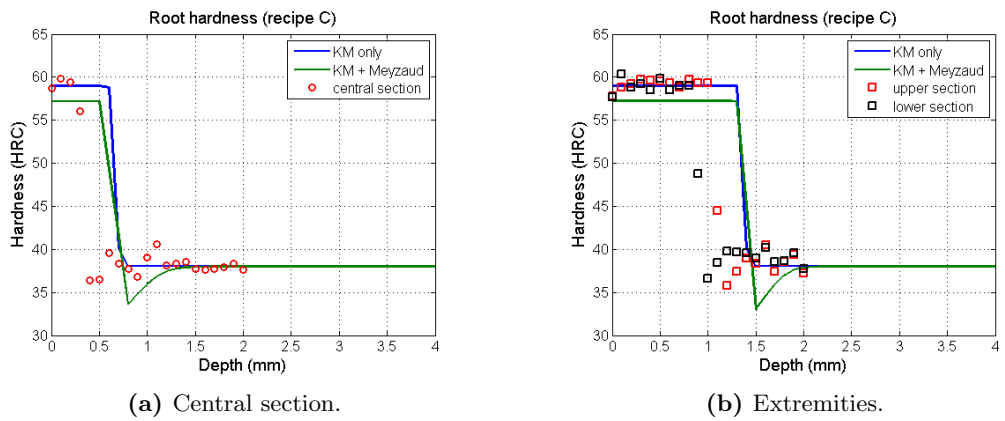 Root hardness (recipe C)
65
60
55
50
45
40
35
30
Hardness (HRC)
KM only
KM + Meyzaud
central section
0 0.5 1 1.5 2 2.5 3 3.5 4
Depth (mm)
(a) Central section.
Root hardness (recipe C)
65
60
55
50
45
40
35
30
Hardness (HRC)
KM only
KM + Meyzaud
upper section
lower section
0 0.5 1 1.5 2 2.5 3 3.5 4
Depth (mm)
(b) Extremities.